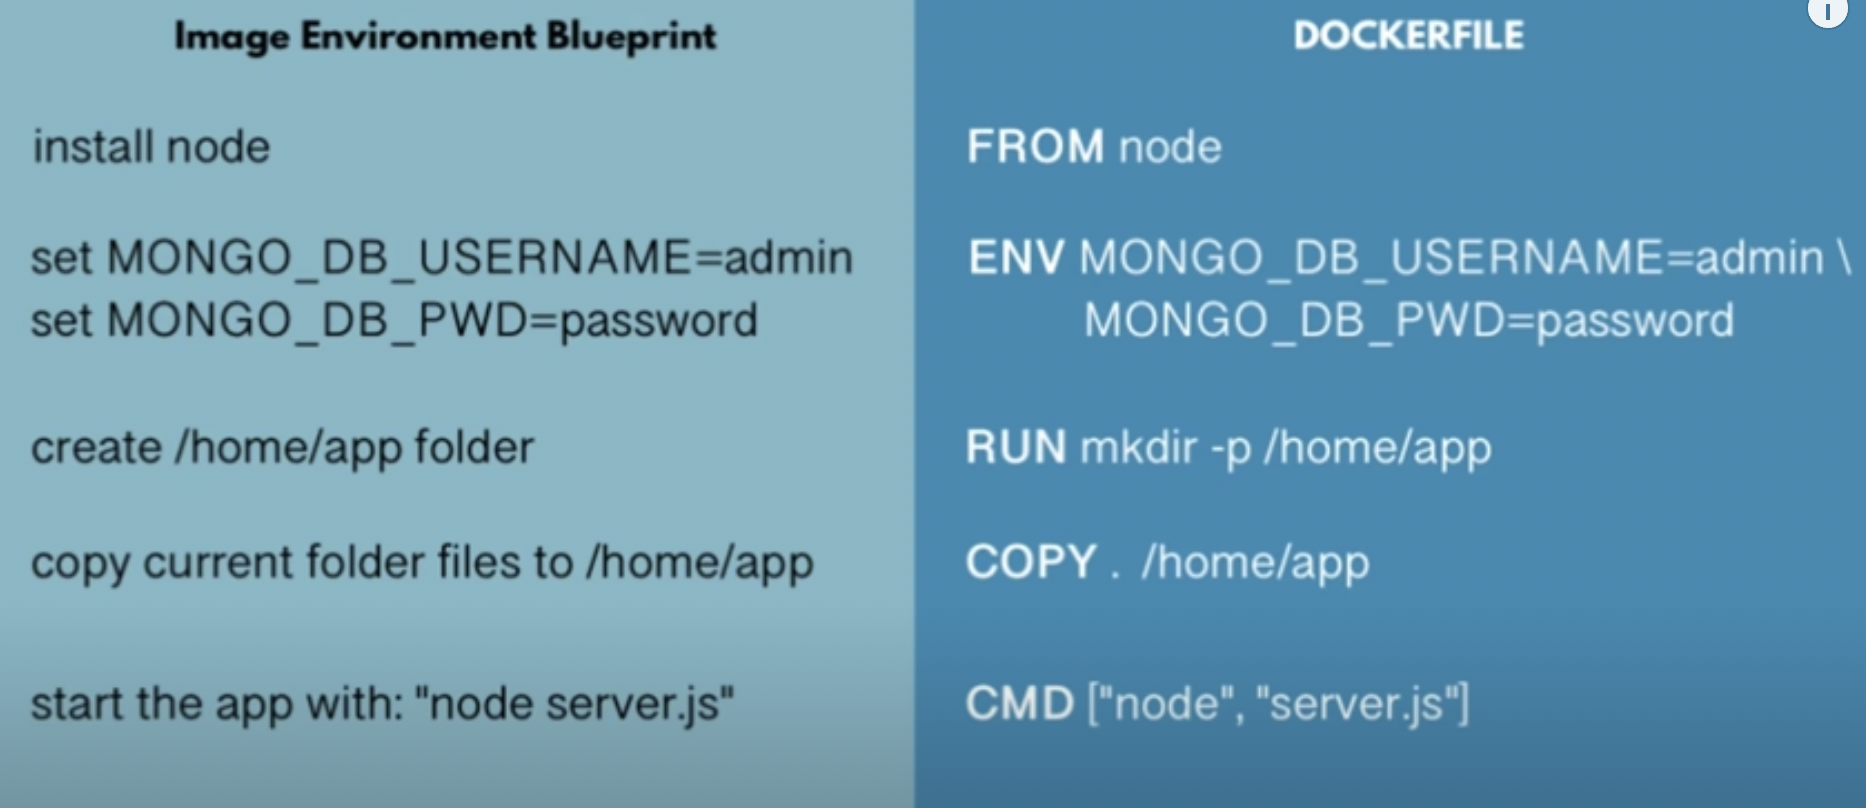 Image Environment Blueprint
install node
set MONGO_DB_USERNAME=admin
set MONGO_DB_PWD=password
create /home/app folder
copy current folder files to /home/app
start the app with: "node server.js"
DOCKERFILE
FROM node
ENV MONGO_DB_USERNAME=admin \
MONGO_DB_PWD=password
RUN mkdir -p /home/app
COPY . /home/app
CMD ["node", "server.js"]